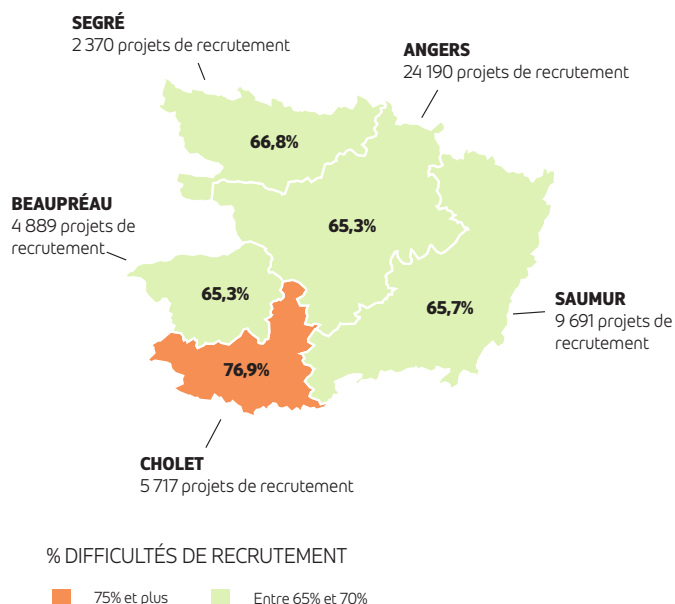 SEGRÉ
2 370 projets de recrutement
ANGERS
24 190 projets de recrutement
66,8%
BEAUPRÉAU
4 889 projets de
recrutement
65,3%
65,3%
65,7%
SAUMUR
9 691 projets de
recrutement
76,9%
CHOLET
5 717 projets de recrutement
% DIFFICULTÉS DE RECRUTEMENT
75% et plus
Entre 65% et 70%